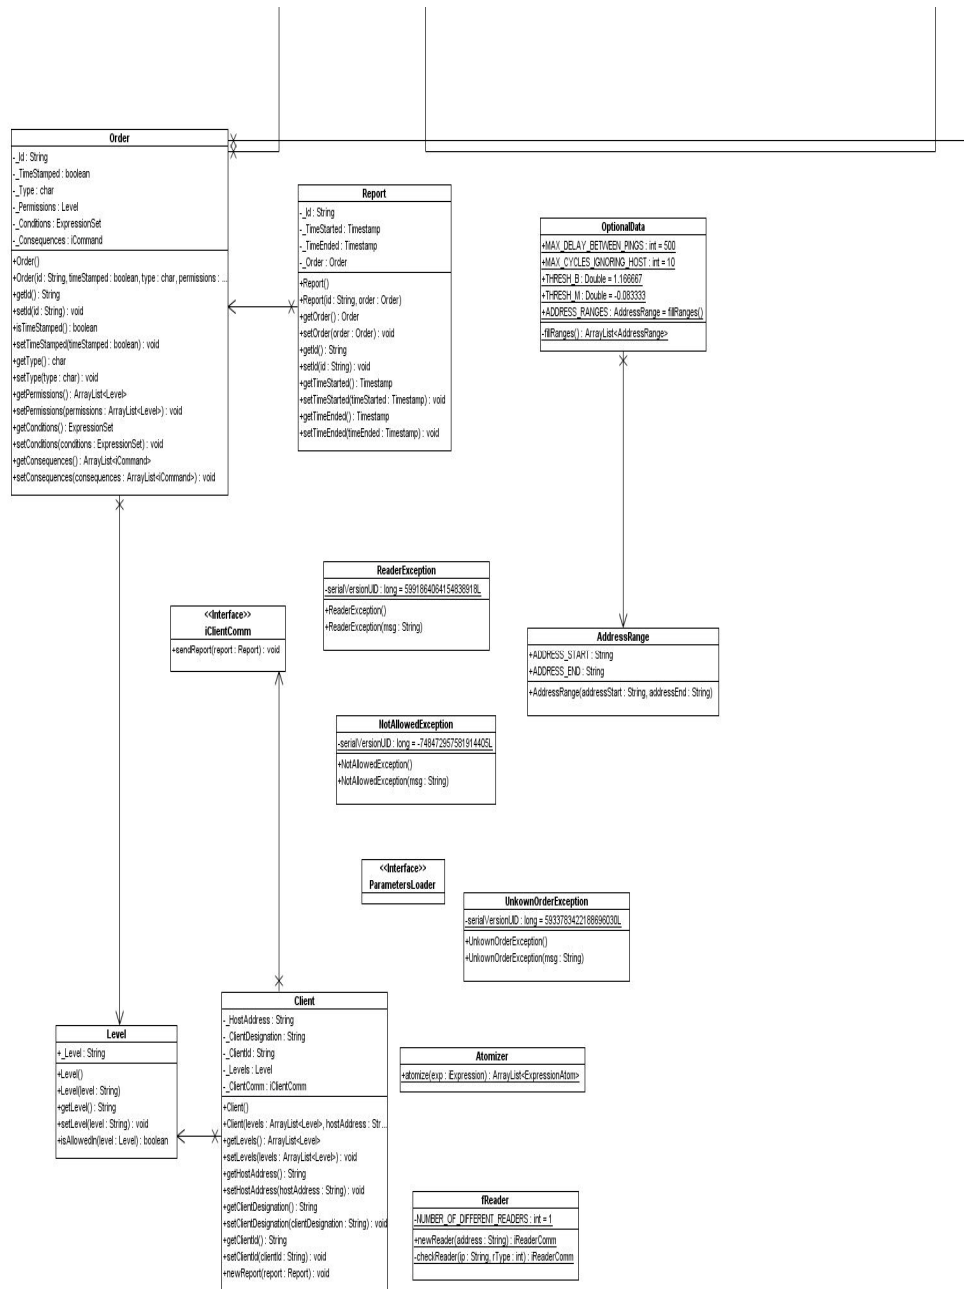 Order
-_Id : String
-_TimeStamped : boolean
-_Type : char
-_Permissions : Level
-_Conditions : ExpressionSet
-_Consequences : iCommand
+Order()
+Order(id : String, timeStamped : boolean, type : char, permissions : ...
+getId() : String
+setId(id : String) : void
+isTimeStamped() : boolean
+setTimeStamped(timeStamped : boolean) : void
+getType() : char
+setType(type : char) : void
+getPermissions() : ArrayList<Level>
+setPermissions(permissions : ArrayList<Level>) : void
+getConditions() : ExpressionSet
+setConditions(conditions : ExpressionSet) : void
+getConsequences() : ArrayList<iCommand>
+setConsequences(consequences : ArrayList<iCommand>) : void
Report
-_Id : String
-_TimeStarted : Timestamp
-_TimeEnded : Timestamp
-_Order : Order
+Report()
+Report(id : String, order : Order)
+getOrder() : Order
+setOrder(order : Order) : void
+getId() : String
+setId(id : String) : void
+getTimeStarted() : Timestamp
+setTimeStarted(timeStarted : Timestamp) : void
+getTimeEnded() : Timestamp
+setTimeEnded(timeEnded : Timestamp) : void
OptionalData
+MAX_DELAY_BETWEEN_PINGS : int = 500
+MAX_CYCLES_IGNORING_HOST : int = 10
+THRESH_B : Double = 1.166667
+THRESH_M : Double = -0.083333
+ADDRESS_RANGES : AddressRange = fillRanges()
-fillRanges() : ArrayList<AddressRange>
ReaderException
-serialVersionUID : long = 5991864064154838918L
+ReaderException()
+ReaderException(msg : String)
<<Interface>>
iClientComm
+sendReport(report : Report) : void
AddressRange
+ADDRESS_START : String
+ADDRESS_END : String
+AddressRange(addressStart : String, addressEnd : String)
NotAllowedException
-serialVersionUID : long = -748472957581914405L
+NotAllowedException()
+NotAllowedException(msg : String)
<<Interface>>
ParametersLoader
UnkownOrderException
-serialVersionUID : long = 5933783422188696030L
+UnkownOrderException()
+UnkownOrderException(msg : String)
Client
-_HostAddress : String
-_ClientDesignation : String
-_ClientId : String
-_Levels : Level
-_ClientComm : iClientComm
+Client()
+Client(levels : ArrayList<Level>, hostAddress : Str...
+getLevels() : ArrayList<Level>
+setLevels(levels : ArrayList<Level>) : void
+getHostAddress() : String
+setHostAddress(hostAddress : String) : void
+getClientDesignation() : String
+setClientDesignation(clientDesignation : String) : void
+getClientId() : String
+setClientId(clientId : String) : void
+newReport(report : Report) : void
Level
+_Level : String
+Level()
+Level(level : String)
+getLevel() : String
+setLevel(level : String) : void
+isAllowedIn(level : Level) : boolean
Atomizer
+atomize(exp : iExpression) : ArrayList<ExpressionAtom>
fReader
-NUMBER_OF_DIFFERENT_READERS : int = 1
+newReader(address : String) : iReaderComm
-checkReader(ip : String, rType : int) : iReaderComm